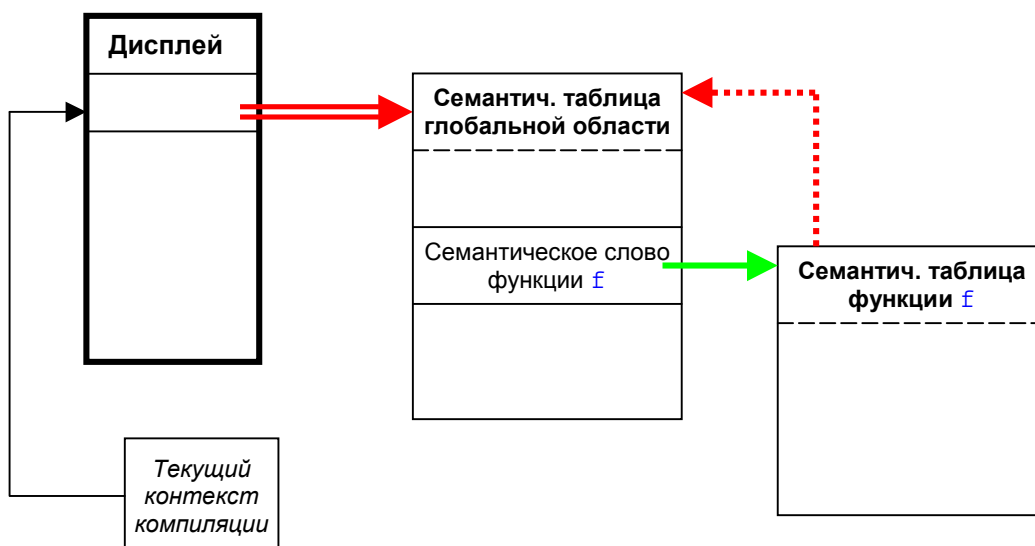 Дисплей
Семантич. таблица
глобальной области
Семантическое слово
функции f
Семантич. таблица
функции f
Текущий
контекст
компиляции